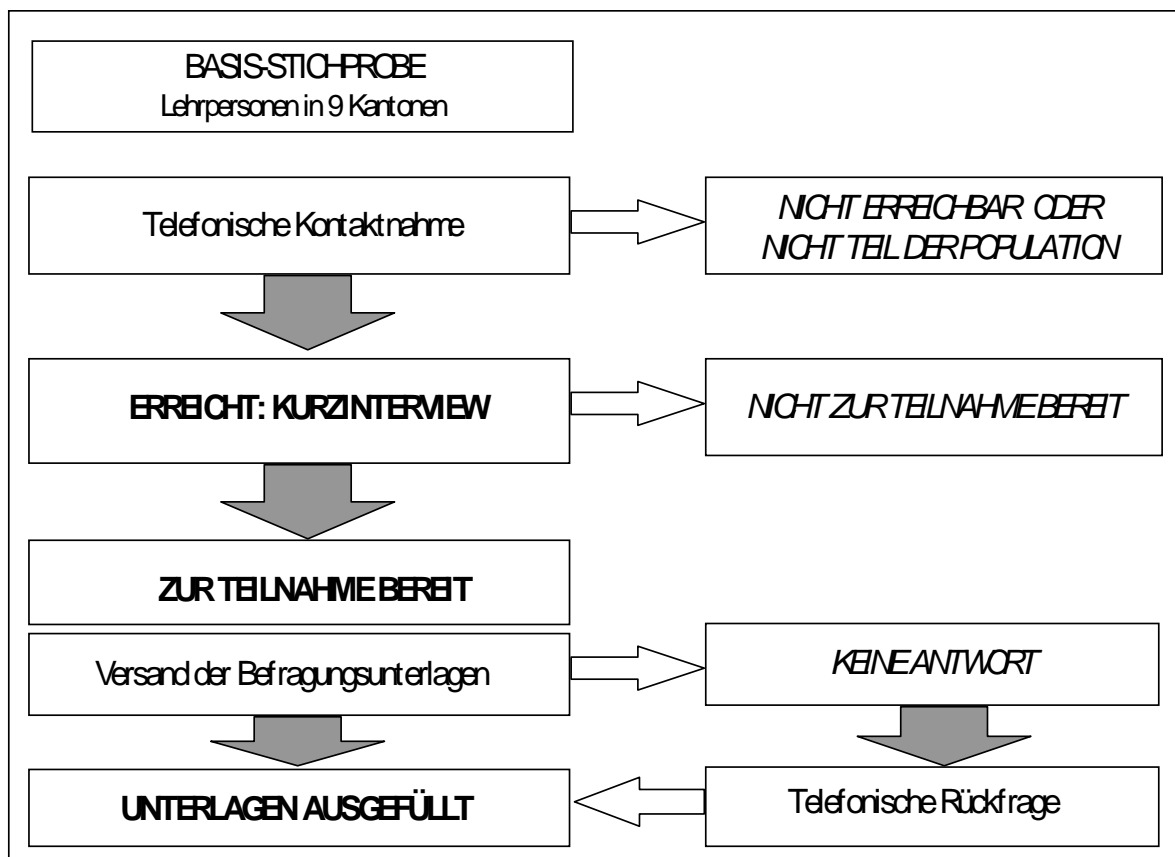 BASIS-STICHPROBE
Lehrpersonen in 9 Kantonen
Telefonische Kontaktnahme
NICHT ERREICHBAR ODER
NICHT TEIL DER POPULATION
ERREICHT: KURZINTERVIEW
NICHT ZUR TEILNAHME BEREIT
ZUR TEILNAHME BEREIT
Versand der Befragungsunterlagen
KEINE ANTWORT
UNTERLAGEN AUSGEFÜLLT
Telefonische Rückfrage